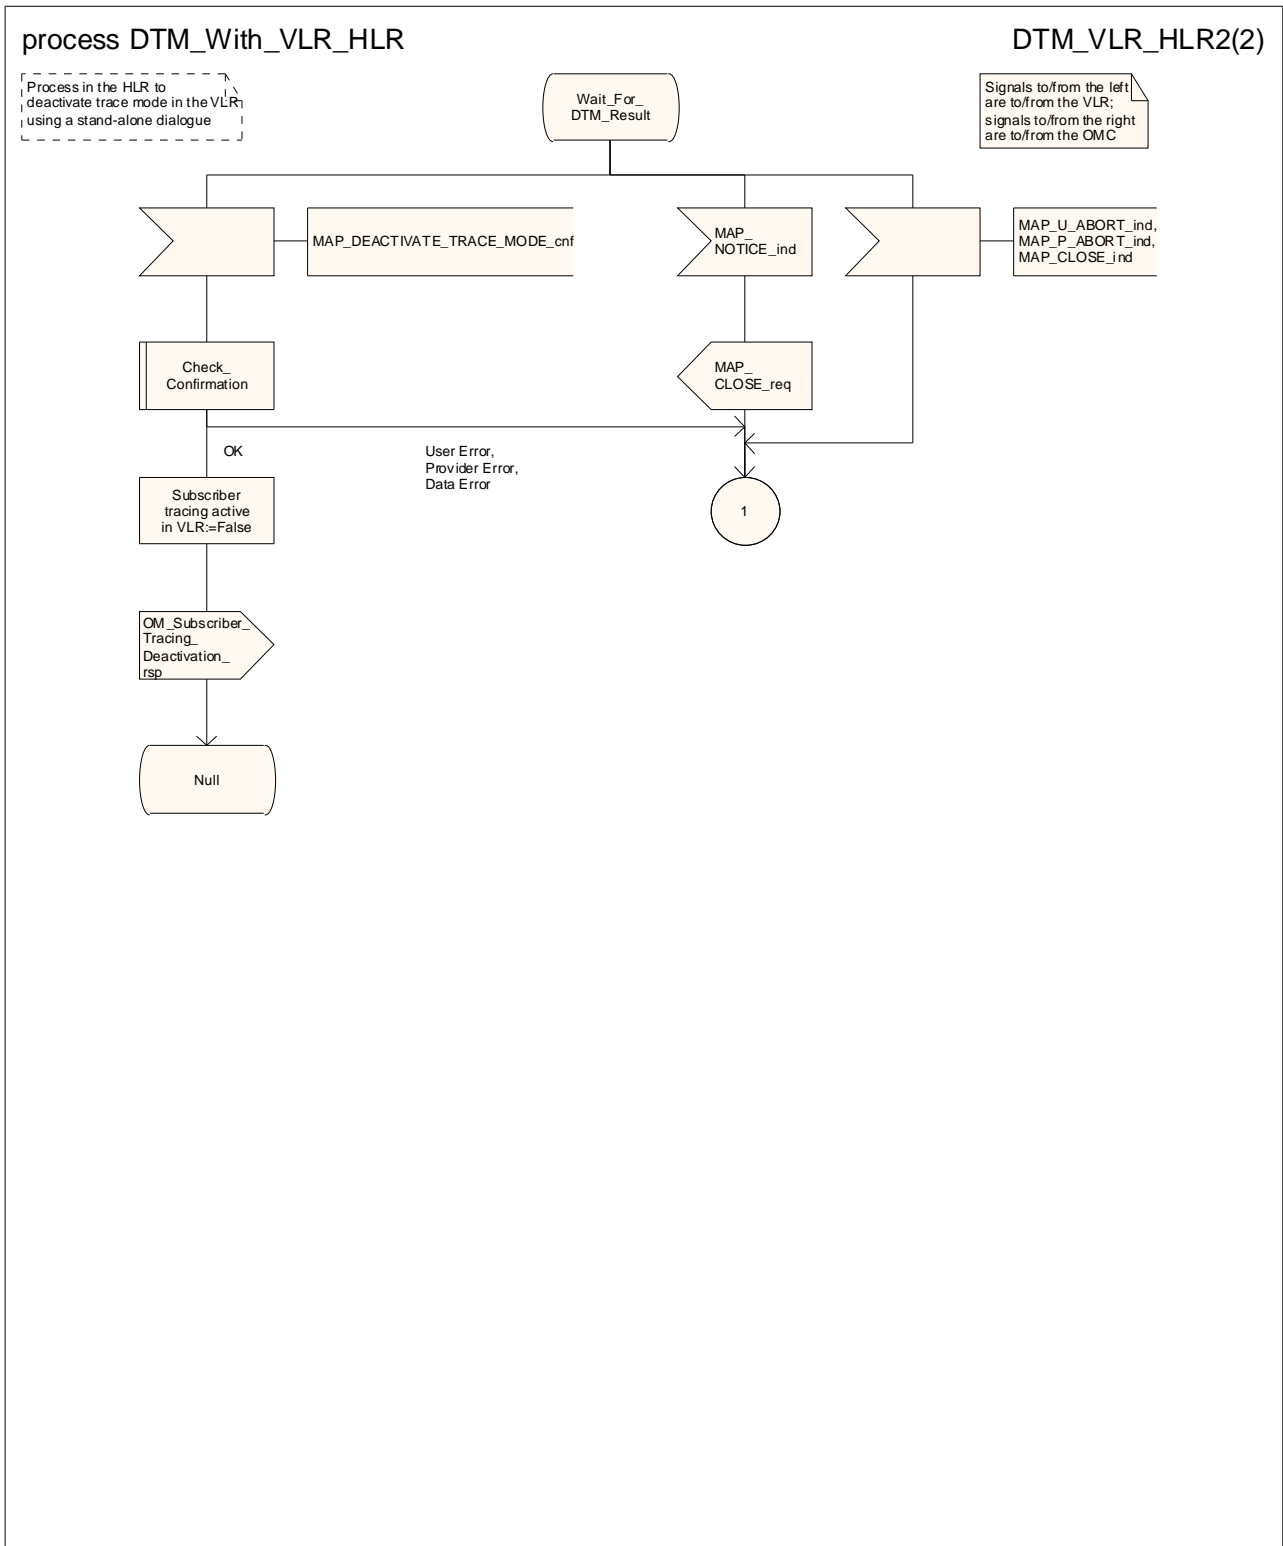 process DTM_With_VLR_HLR
DTM_VLR_HLR2(2)
Process in the HLR to
deactivate trace mode in the VLR
using a stand-alone dialogue
Wait_For_
DTM_Result
Signals to/from the left
are to/from the VLR;
signals to/from the right
are to/from the OMC
MAP_DEACTIVATE_TRACE_MODE_cnf
MAP_
NOTICE_ind
MAP_U_ABORT_ind,
MAP_P_ABORT_ind,
MAP_CLOSE_ind
Check_
Confirmation
MAP_
CLOSE_req
OK
User Error,
Provider Error,
Data Error
Subscriber
tracing active
in VLR:=False
1
OM_Subscriber_
Tracing_
Deactivation_
rsp
Null